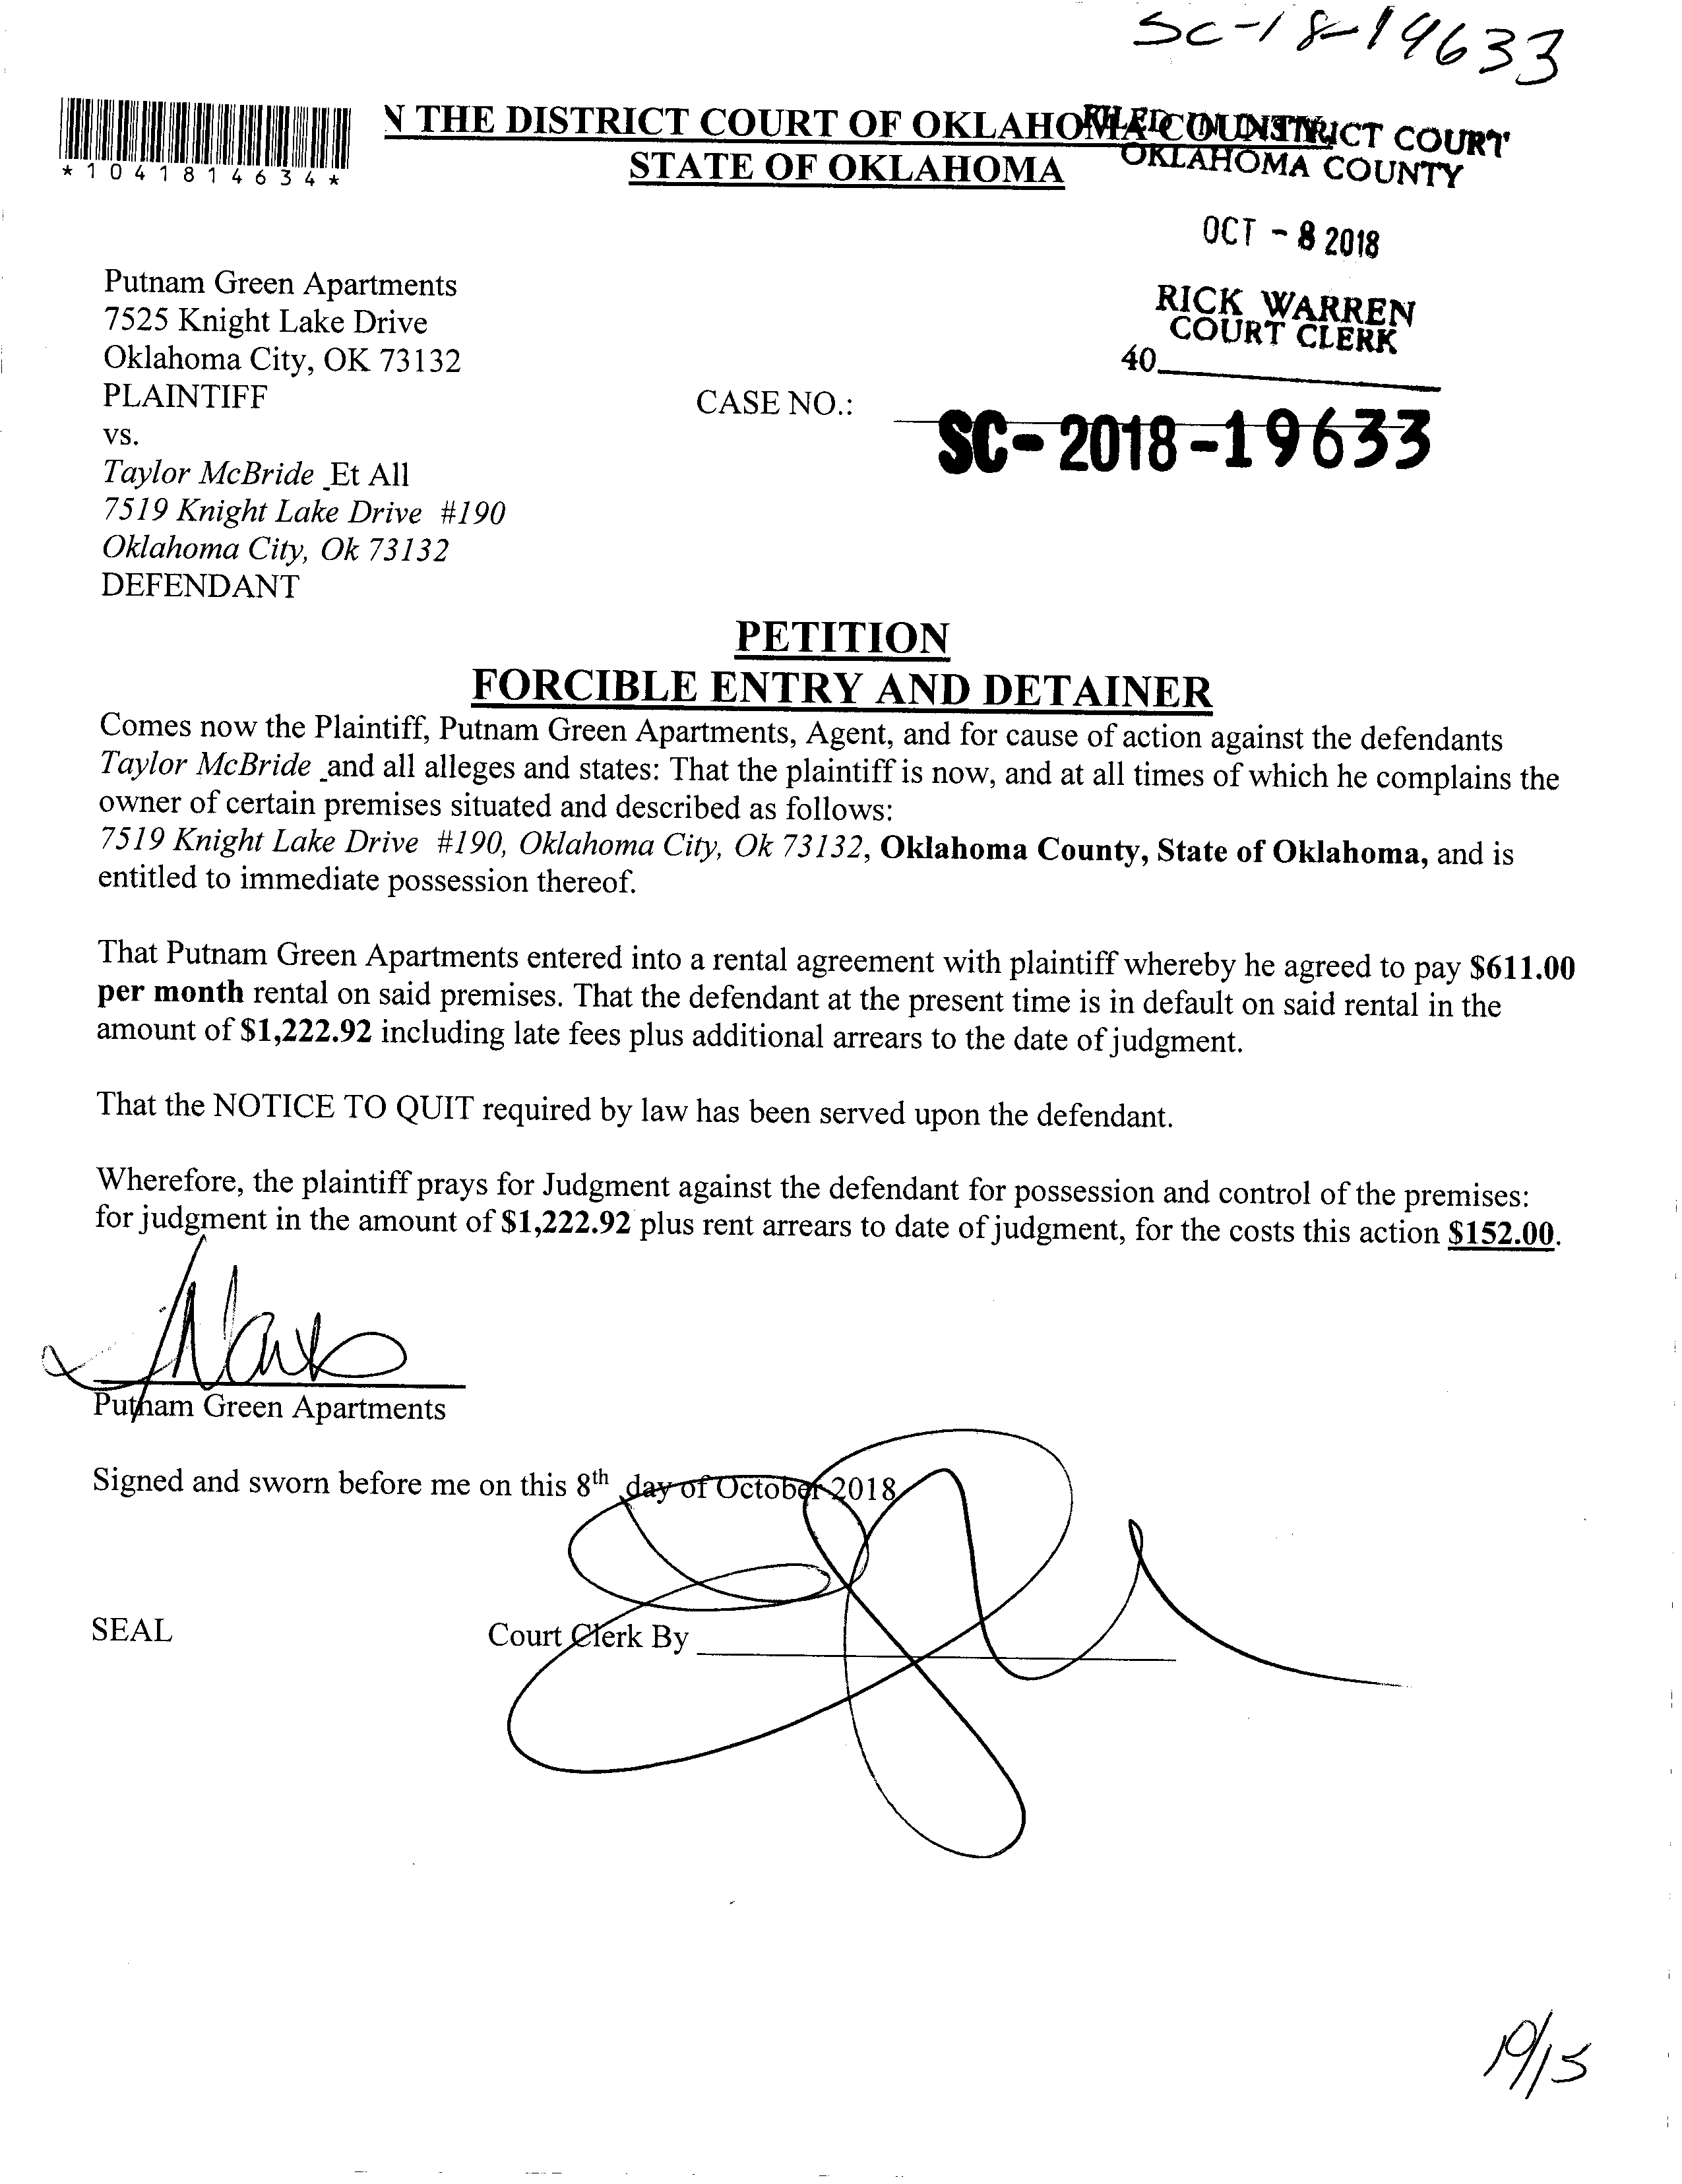 SC-18-19633
*1041814634*
N THE DISTRICT COURT OF OKLAHOMA COUNTY
STATE OF OKLAHOMA
FILED IN DISTRICT COURT
OKLAHOMA COUNTY
OCT - 8 2018
RICK WARREN
COURT CLERK
40
Putnam Green Apartments
7525 Knight Lake Drive
Oklahoma City, OK 73132
PLAINTIFF
CASE NO.:
SC-2018-19633
vs.
Taylor McBride _Et All
7519 Knight Lake Drive #190
Oklahoma City, Ok 73132
DEFENDANT
PETITION
FORCIBLE ENTRY AND DETAINER
Comes now the Plaintiff, Putnam Green Apartments, Agent, and for cause of action against the defendants
Taylor McBride _and all alleges and states: That the plaintiff is now, and at all times of which he complains the
owner of certain premises situated and described as follows:
7519 Knight Lake Drive #190, Oklahoma City, Ok 73132, Oklahoma County, State of Oklahoma, and is
entitled to immediate possession thereof.
That Putnam Green Apartments entered into a rental agreement with plaintiff whereby he agreed to pay $611.00
per month rental on said premises. That the defendant at the present time is in default on said rental in the
amount of $1,222.92 including late fees plus additional arrears to the date of judgment.
That the NOTICE TO QUIT required by law has been served upon the defendant.
Wherefore, the plaintiff prays for Judgment against the defendant for possession and control of the premises:
for judgment in the amount of $1,222.92 plus rent arrears to date of judgment, for the costs this action $152.00.
Putnam Green Apartments
Signed and sworn before me on this 8th day of October 2018
SEAL
Court Clerk By
10/15